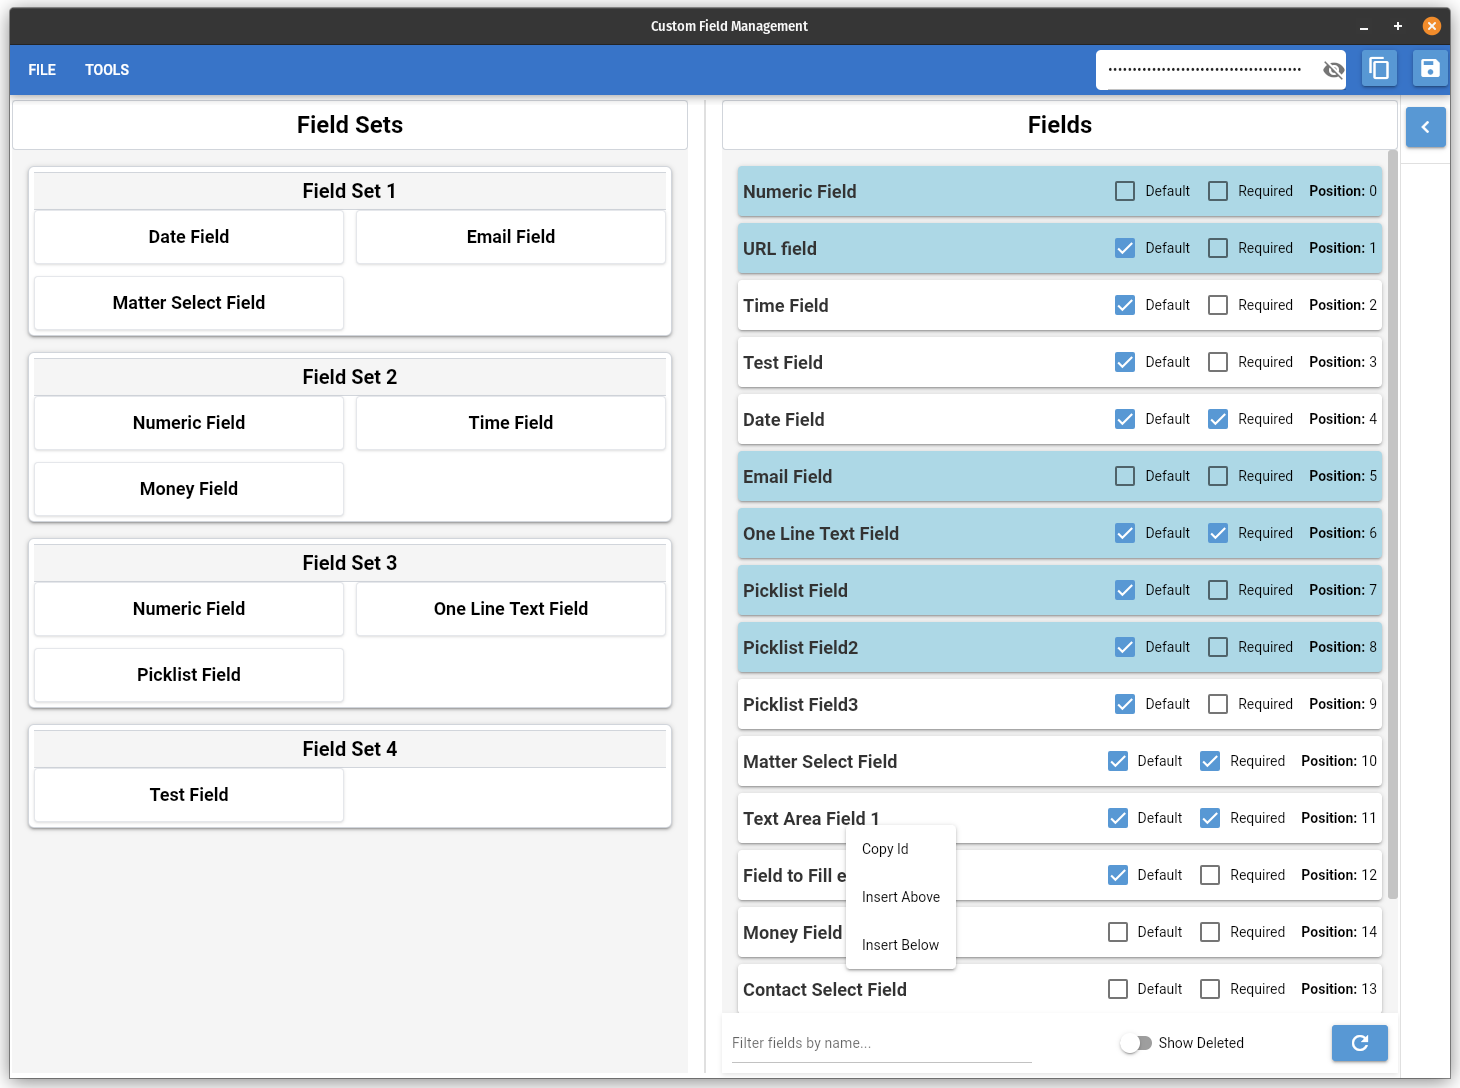 Custom Field Management
FILE TOOLS
••••••••••••••••••••••••••••••••••••••
Field Sets
Field Set 1
Date Field Email Field
Matter Select Field
Field Set 2
Numeric Field Time Field
Money Field
Field Set 3
Numeric Field One Line Text Field
Picklist Field
Field Set 4
Test Field
Fields
Numeric Field Default Required Position: 0
URL field Default Required Position: 1
Time Field Default Required Position: 2
Test Field Default Required Position: 3
Date Field Default Required Position: 4
Email Field Default Required Position: 5
One Line Text Field Default Required Position: 6
Picklist Field Default Required Position: 7
Picklist Field2 Default Required Position: 8
Picklist Field3 Default Required Position: 9
Matter Select Field Default Required Position: 10
Text Area Field 1 Default Required Position: 11
Field to Fill e Default Required Position: 12
Money Field Default Required Position: 14
Contact Select Field Default Required Position: 13
Copy Id
Insert Above
Insert Below
Filter fields by name... Show Deleted